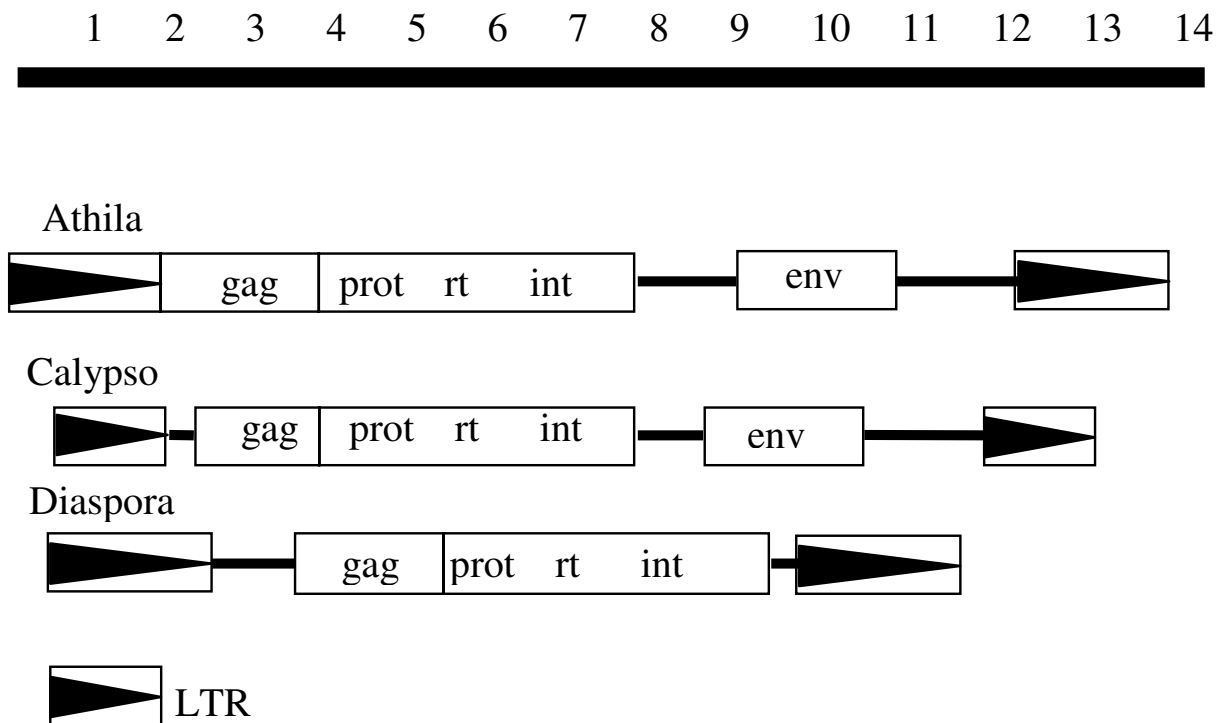 1 2 3 4 5 6 7 8 9 10 11 12 13 14
Athila
gag prot rt int env
Calypso
gag prot rt int env
Diaspora
gag prot rt int
LTR